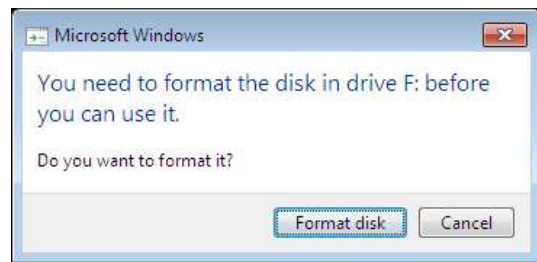 Microsoft Windows
You need to format the disk in drive F: before
you can use it.
Do you want to format it?
Format disk Cancel